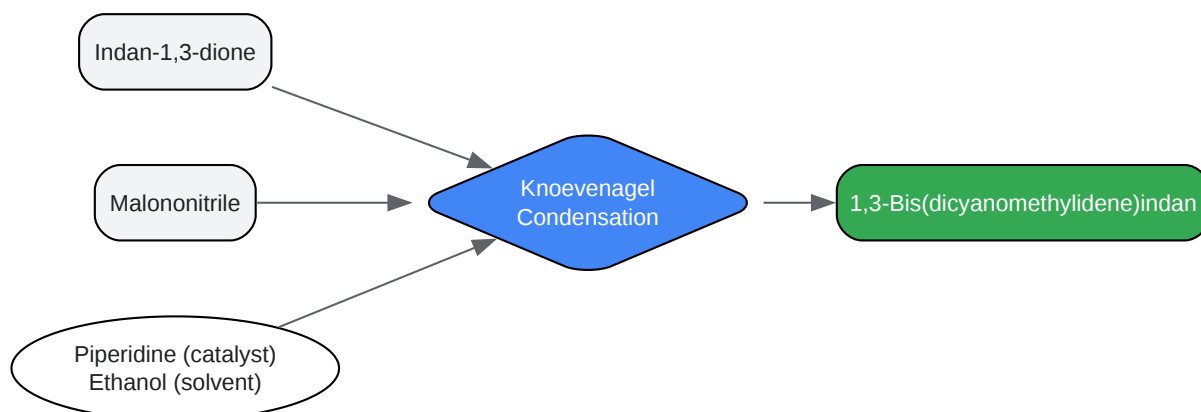 Indan-1,3-dione
Malononitrile
Piperidine (catalyst)
Ethanol (solvent)
Knoevenagel
Condensation
1,3-Bis(dicyanomethylidene)indan